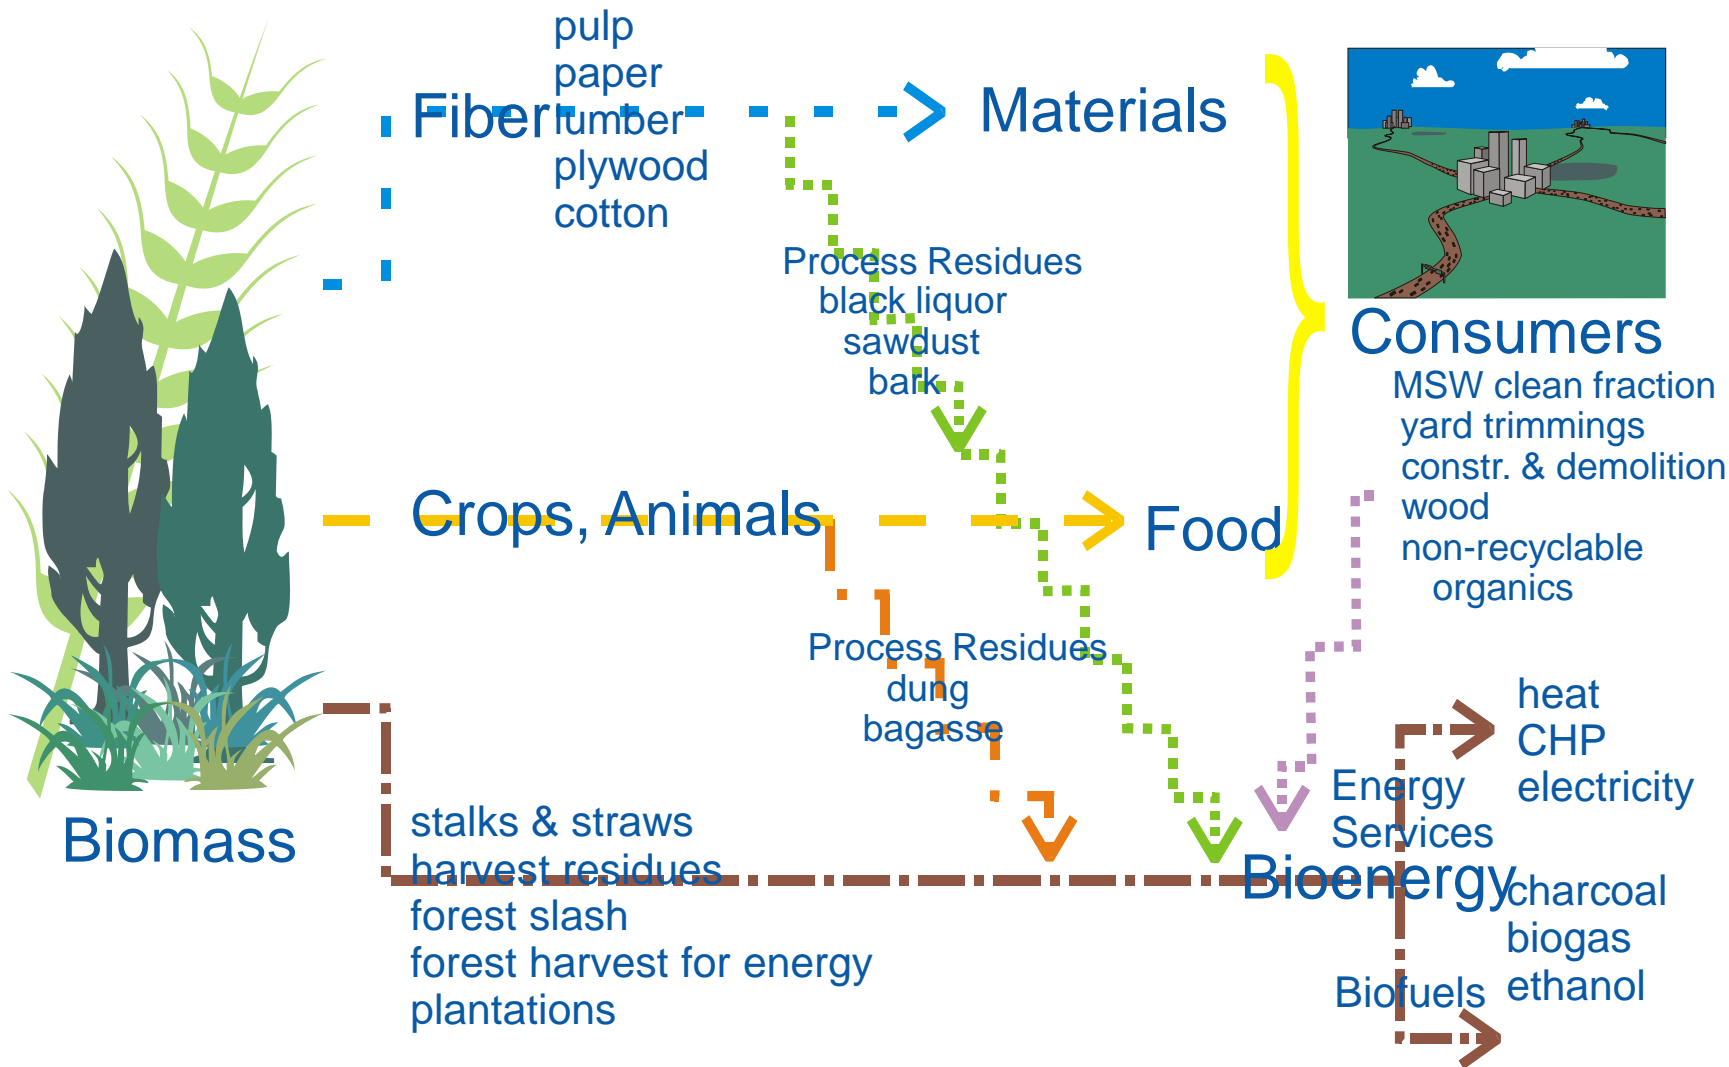 pulp
paper
Fiber
lumber
plywood
cotton
Materials
Process Residues
black liquor
sawdust
bark
Consumers
MSW clean fraction
yard trimmings
constr. & demolition
wood
non-recyclable
organics
Crops, Animals
Food
Process Residues
dung
bagasse
Biomass
stalks & straws
harvest residues
forest slash
forest harvest for energy
plantations
Energy
Services
Bioenergy
heat
CHP
electricity
charcoal
biogas
ethanol
Biofuels